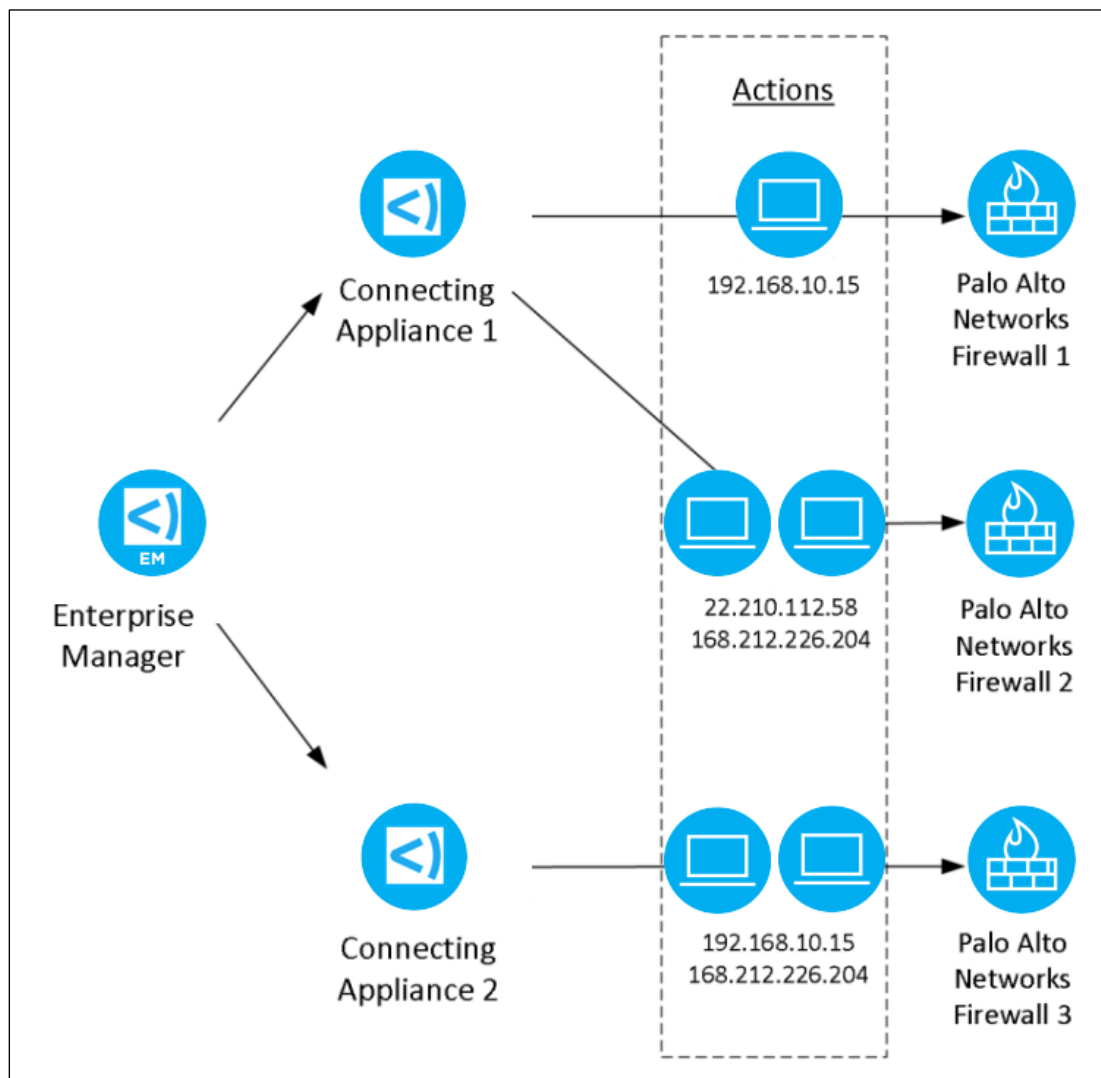 Actions
Connecting
Appliance 1
192.168.10.15
Palo Alto
Networks
Firewall 1
EM
Enterprise
Manager
22.210.112.58
168.212.226.204
Palo Alto
Networks
Firewall 2
Connecting
Appliance 2
192.168.10.15
168.212.226.204
Palo Alto
Networks
Firewall 3